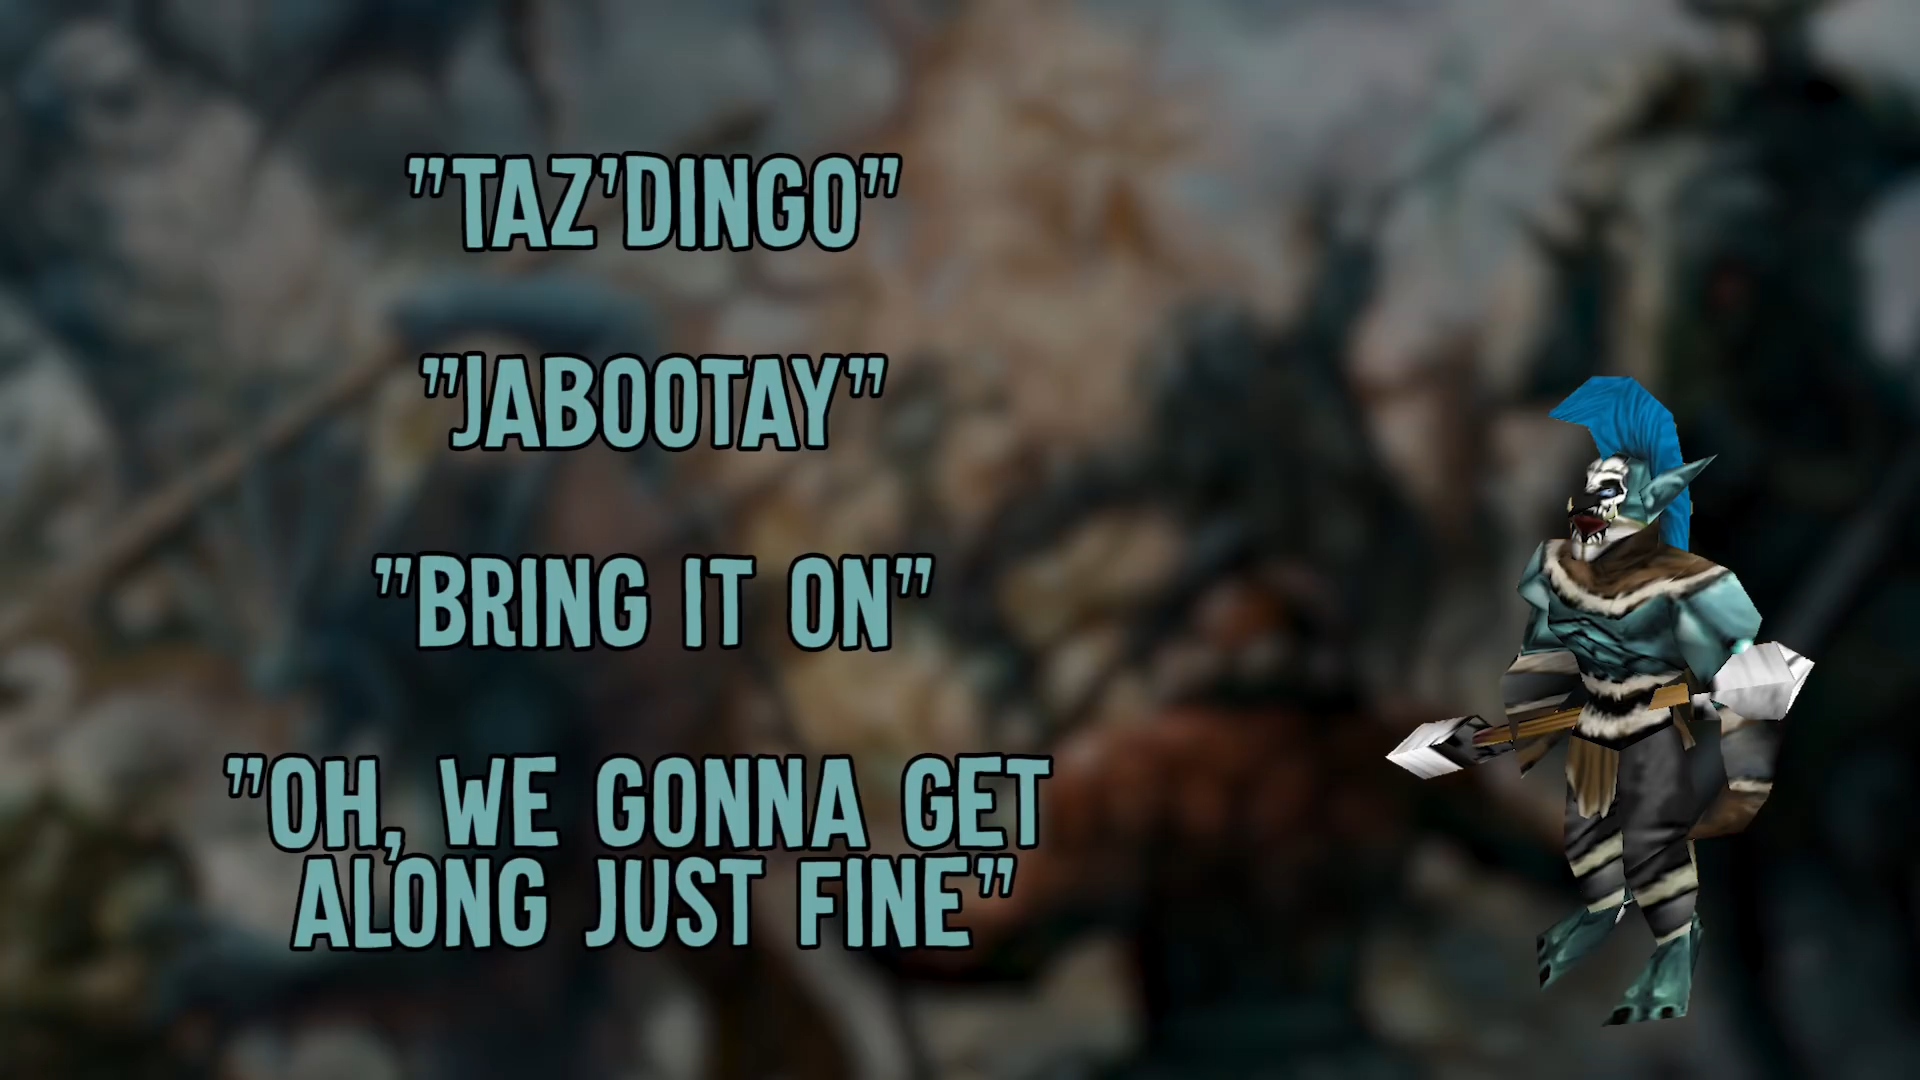 ”TAZ’DINGO”
”JABOOTAY”
”BRING IT ON”
”OH, WE GONNA GET
ALONG JUST FINE”